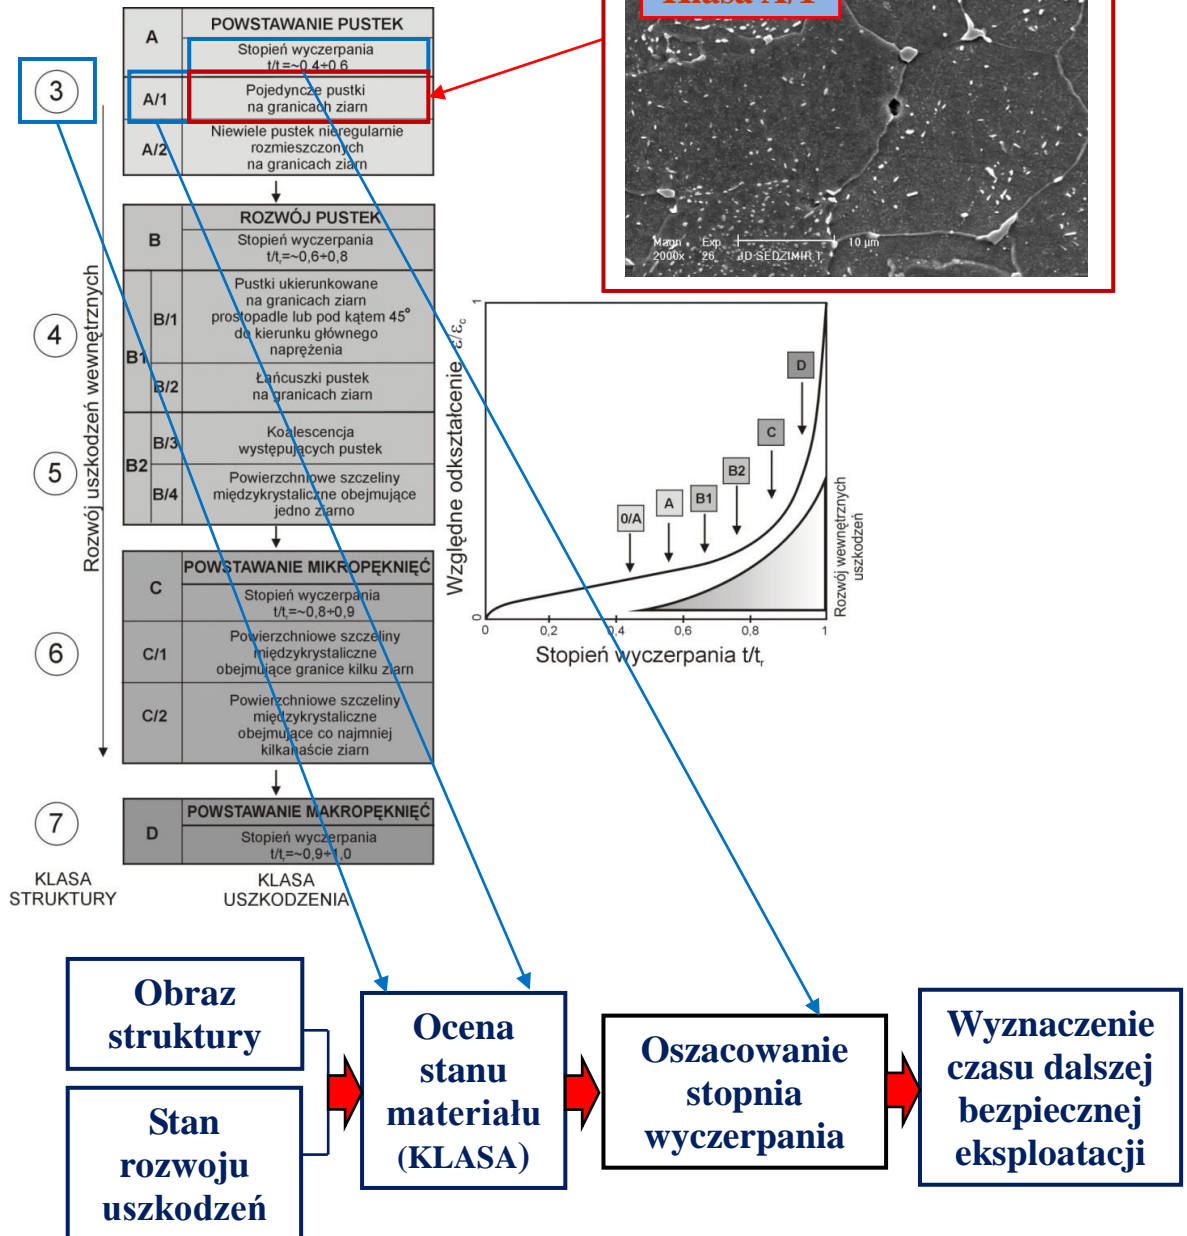 Klasa A/1
A
POWSTAWANIE PUSTEK
Stopień wyczerpania
t/t =~0,4÷0,6
3
A/1
Pojedyncze pustki
na granicach ziarn
A/2
Niewiele pustek nieregularnie
rozmieszczonych
na granicach ziarn
Magn Exp 10 µm
2000x 26 JD SEDZIMIR T
B
ROZWÓJ PUSTEK
Stopień wyczerpania
t/tᵣ=~0,6÷0,8
4
B1
B/1
Pustki ukierunkowane
na granicach ziarn
prostopadle lub pod kątem 45°
do kierunku głównego
naprężenia
B/2
Łańcuszki pustek
na granicach ziarn
5
B2
B/3
Koalescencja
występujących pustek
B/4
Powierzchniowe szczeliny
międzykrystaliczne obejmujące
jedno ziarno
C
POWSTAWANIE MIKROPĘKNIĘĆ
Stopień wyczerpania
t/tᵣ=~0,8÷0,9
6
C/1
Powierzchniowe szczeliny
międzykrystaliczne
obejmujące granice kilku ziarn
C/2
Powierzchniowe szczeliny
międzykrystaliczne
obejmujące co najmniej
kilkanaście ziarn
7
D
POWSTAWANIE MAKROPĘKNIĘĆ
Stopień wyczerpania
t/tᵣ=~0,9÷1,0
KLASA
STRUKTURY
KLASA
USZKODZENIA
Rozwój uszkodzeń wewnętrznych
Względne odkształcenie ε/ε꜀
1
0
0/A
A
B1
B2
C
D
0 0,2 0,4 0,6 0,8 1
Stopień wyczerpania t/tᵣ
Rozwój wewnętrznych
uszkodzeń
Obraz
struktury
Stan
rozwoju
uszkodzeń
Ocena
stanu
materiału
(KLASA)
Oszacowanie
stopnia
wyczerpania
Wyznaczenie
czasu dalszej
bezpiecznej
eksploatacji